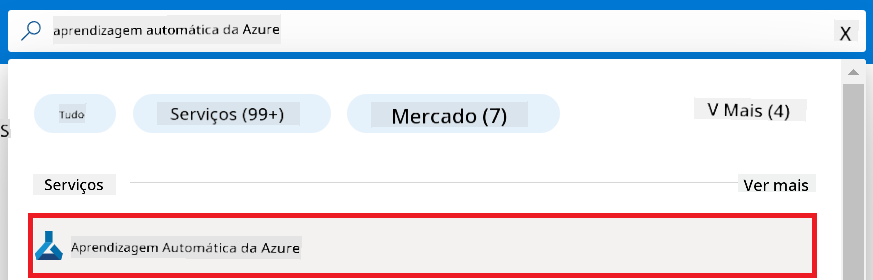 aprendizagem automática da Azure X
Tudo Serviços (99+) Mercado (7) V Mais (4)
S
Serviços Ver mais
Aprendizagem Automática da Azure